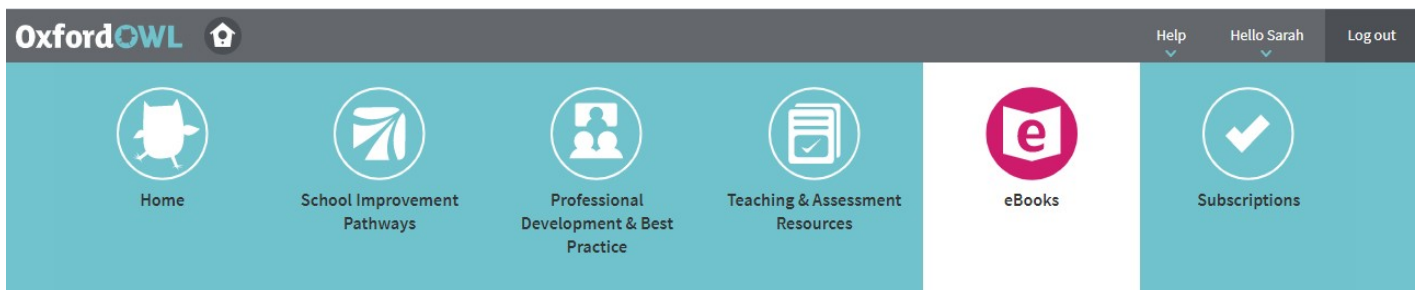 OxfordOWL
Help
Hello Sarah
Log out
Home
School Improvement
Pathways
Professional
Development & Best
Practice
Teaching & Assessment
Resources
e
eBooks
Subscriptions